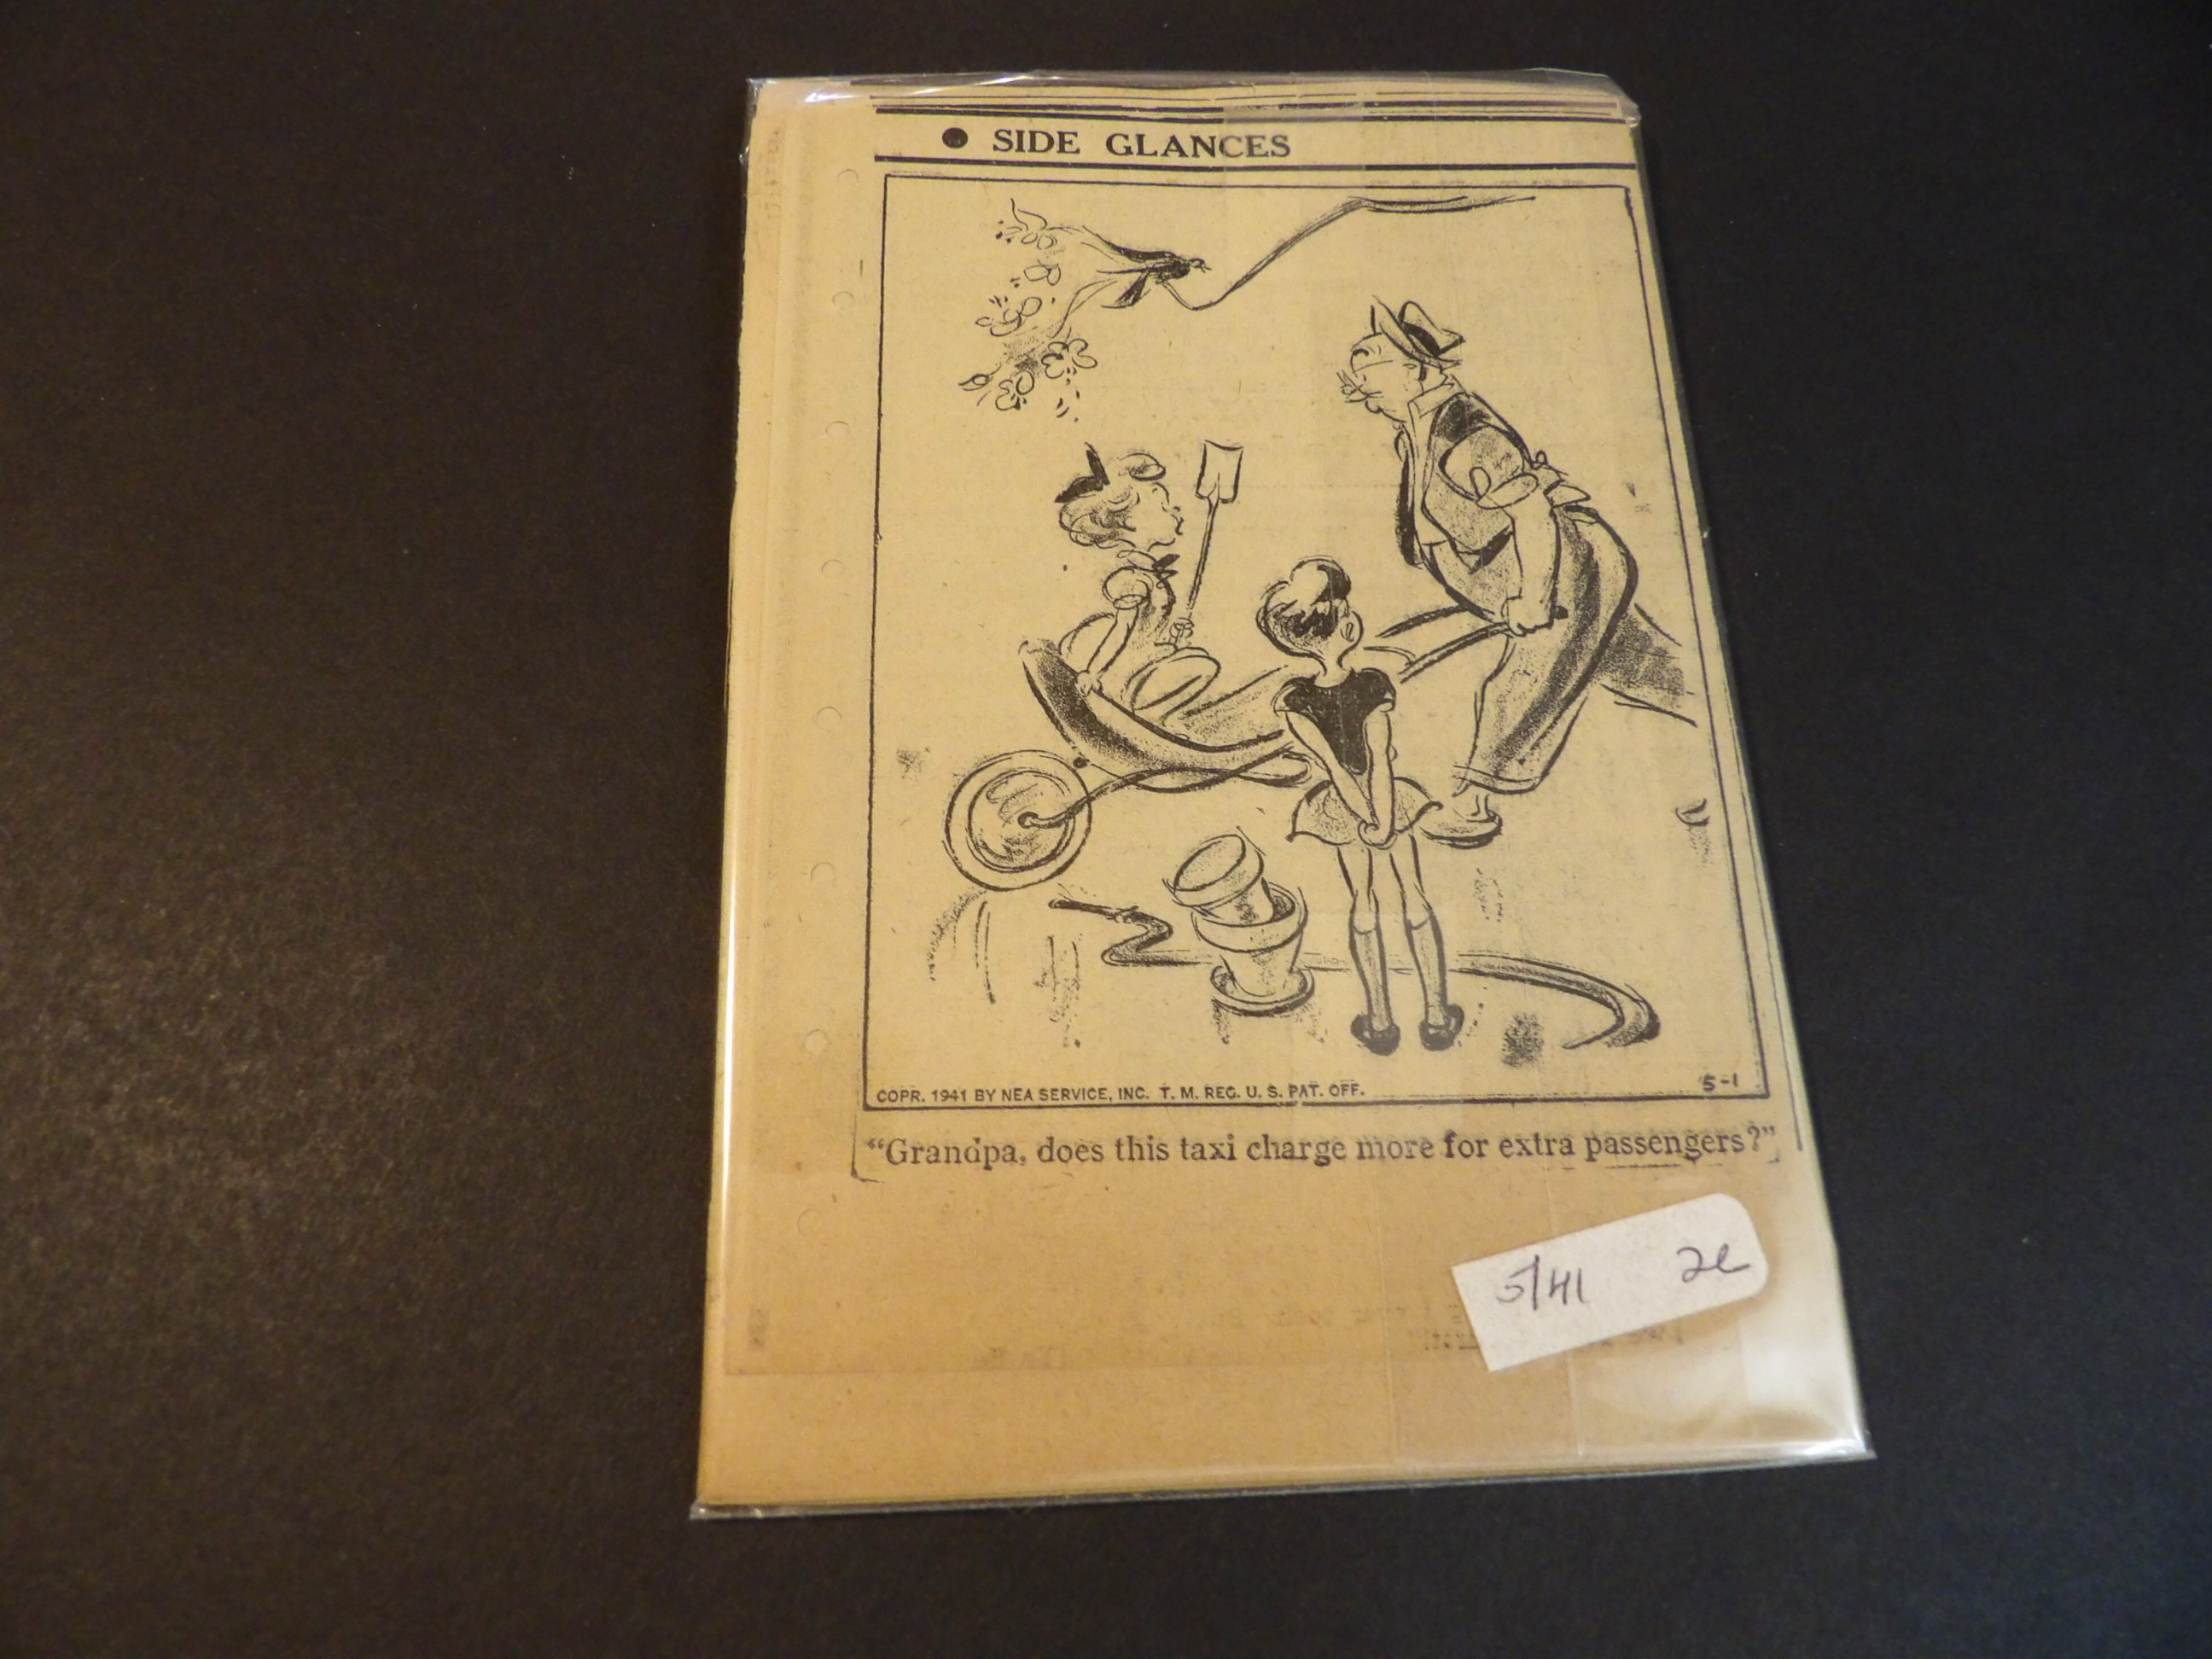 ● SIDE GLANCES
COPR. 1941 BY NEA SERVICE, INC. T. M. REG. U. S. PAT. OFF.
5-1
"Grandpa, does this taxi charge more for extra passengers?"
5/41 2e